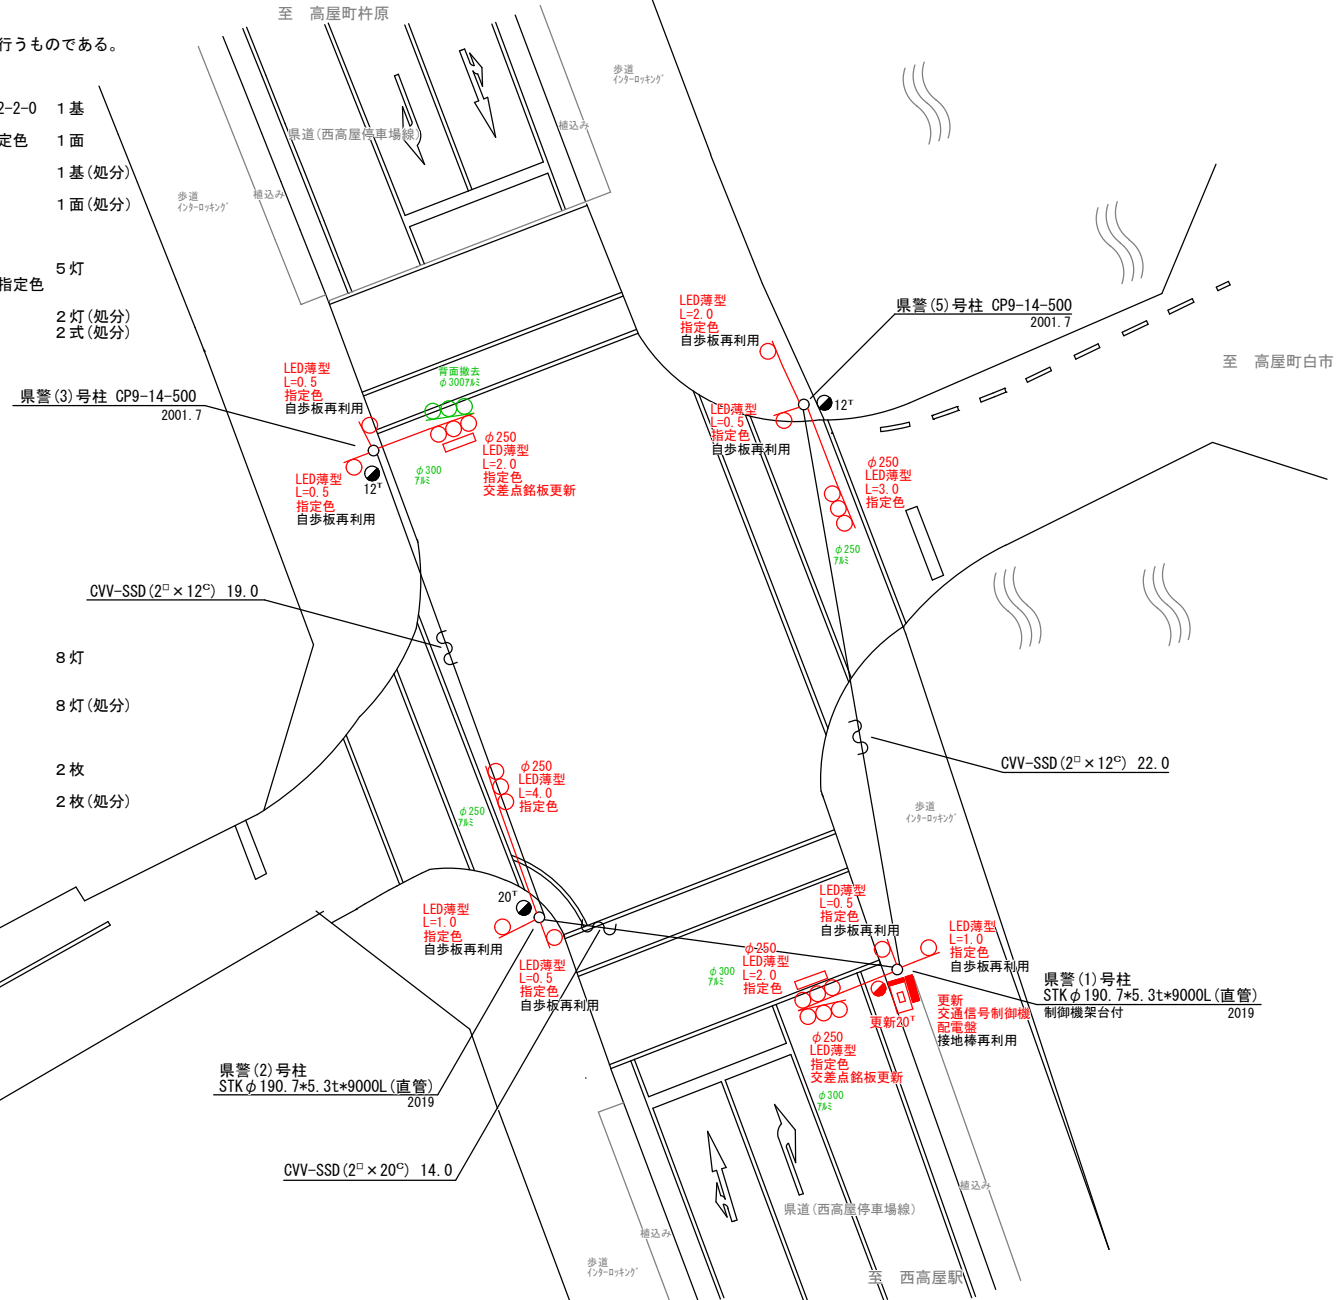 至　高屋町杵原
行うものである。
2-2-0　1基
定色　1面
1基(処分)
1面(処分)
5灯
指定色
2灯(処分)
2式(処分)
8灯
8灯(処分)
2枚
2枚(処分)
歩道
インターロッキング
植込み
県道(西高屋停車場線)
植込み
歩道
インターロッキング
LED薄型
L=2.0
指定色
自歩板再利用
県警(5)号柱 CP9-14-500
2001.7
至　高屋町白市
LED薄型
L=0.5
指定色
自歩板再利用
背面撤去
φ300アルミ
県警(3)号柱 CP9-14-500
2001.7
12T
LED薄型
L=0.5
指定色
自歩板再利用
φ250
LED薄型
L=2.0
指定色
交差点銘板更新
φ300
アルミ
φ250
LED薄型
L=3.0
指定色
LED薄型
L=0.5
指定色
自歩板再利用
12T
φ250
アルミ
CVV-SSD(2□×12C) 19.0
CVV-SSD(2□×12C) 22.0
φ250
LED薄型
L=4.0
指定色
φ250
アルミ
歩道
インターロッキング
20T
LED薄型
L=1.0
指定色
自歩板再利用
LED薄型
L=0.5
指定色
自歩板再利用
LED薄型
L=0.5
指定色
自歩板再利用
LED薄型
L=1.0
指定色
自歩板再利用
φ250
LED薄型
L=2.0
指定色
φ300
アルミ
県警(1)号柱
STKφ190.7*5.3t*9000L(直管)
制御機架台付　2019
更新
交通信号制御機
配電盤
接地棒再利用
更新20T
φ250
LED薄型
指定色
交差点銘板更新
φ300
アルミ
県警(2)号柱
STKφ190.7*5.3t*9000L(直管)
2019
CVV-SSD(2□×20C) 14.0
植込み
県道(西高屋停車場線)
植込み
歩道
インターロッキング
至　西高屋駅